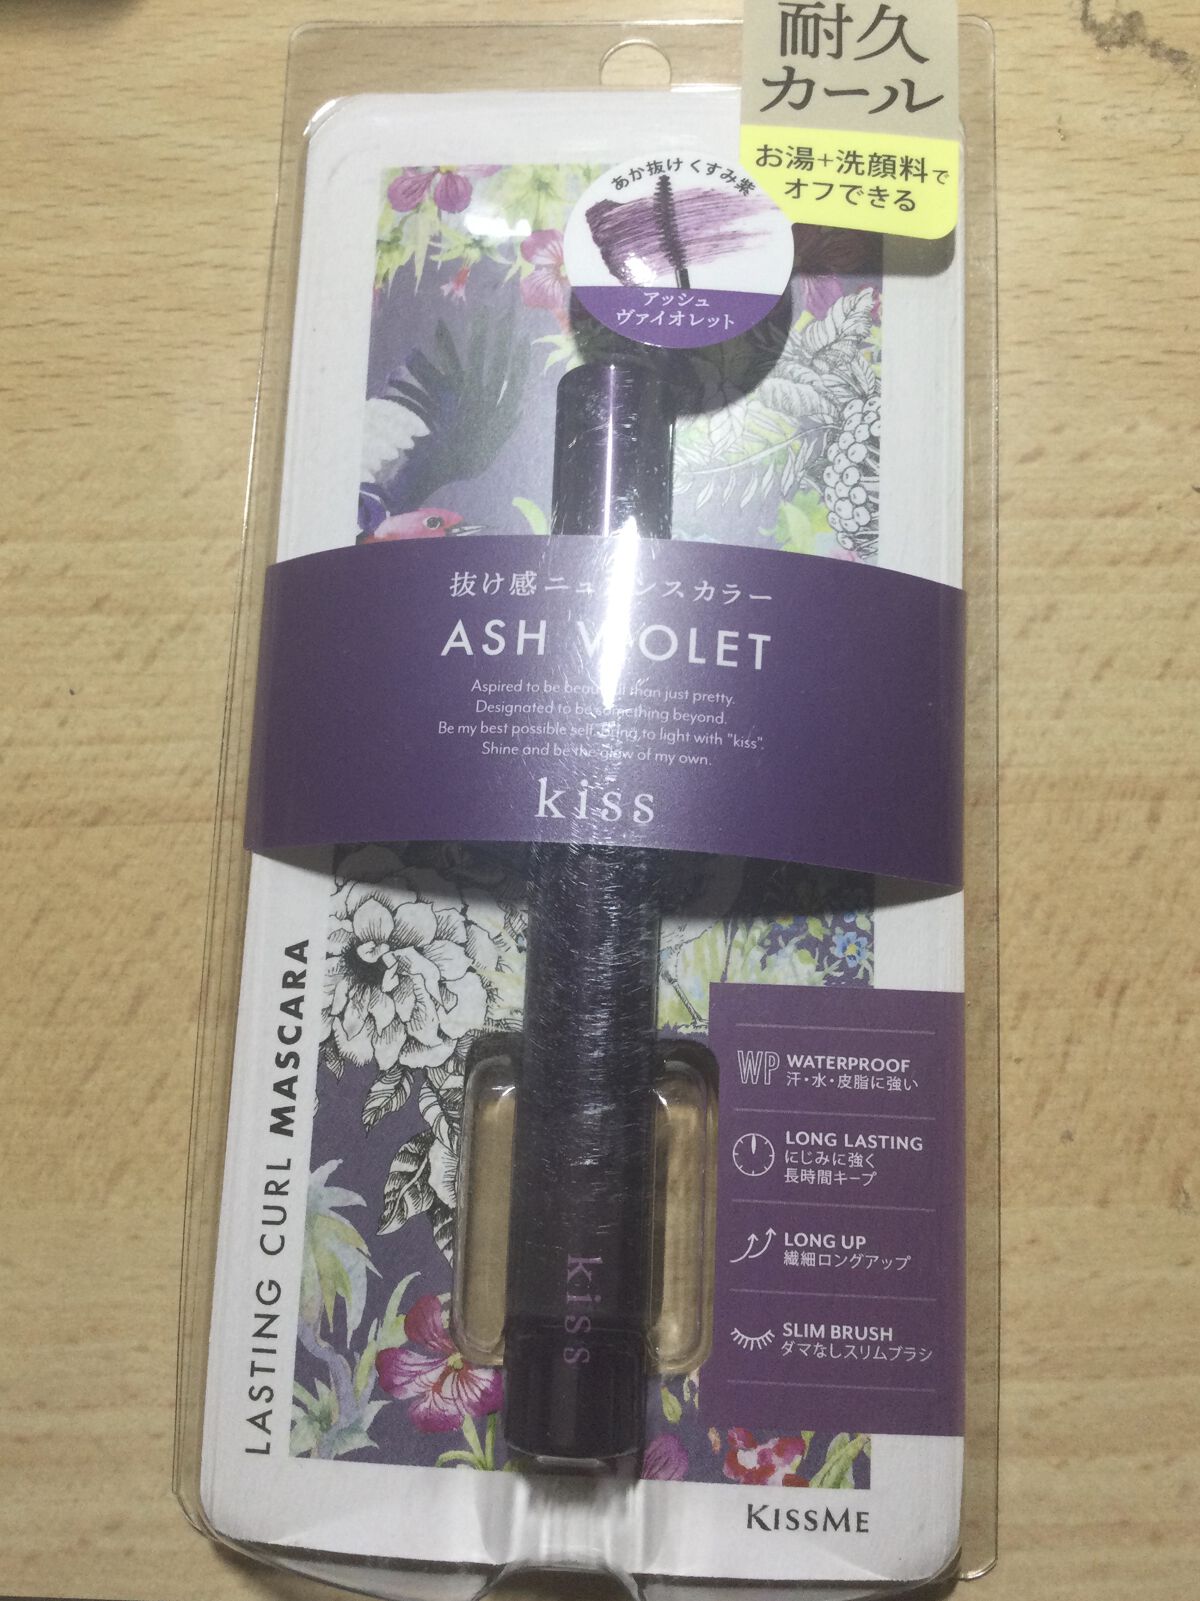 耐久
カール
お湯+洗顔料で
オフできる
あか抜けくすみ紫
アッシュ
ヴァイオレット
抜け感ニュアンスカラー
ASH VIOLET
Aspired to be beautiful than just pretty.
Designated to be something beyond.
Be my best possible self. Bring to light with "kiss".
Shine and be the glow of my own.
kiss
LASTING CURL MASCARA
WP WATERPROOF
汗・水・皮脂に強い
LONG LASTING
にじみに強く
長時間キープ
LONG UP
繊細ロングアップ
SLIM BRUSH
ダマなしスリムブラシ
kiss
KISSME